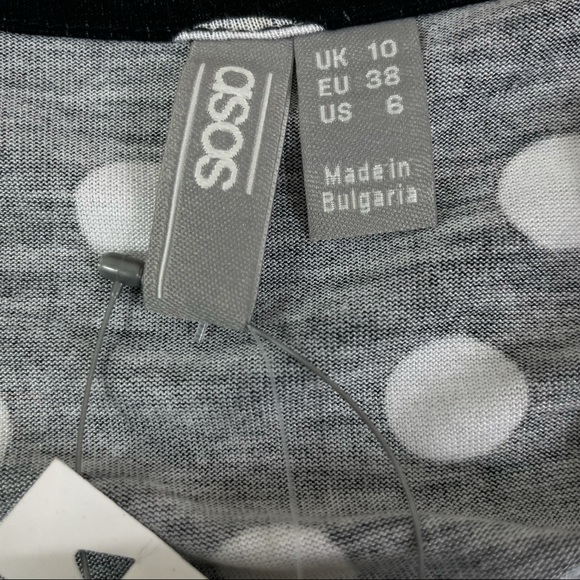 asos
UK 10
EU 38
US 6
Made in
Bulgaria